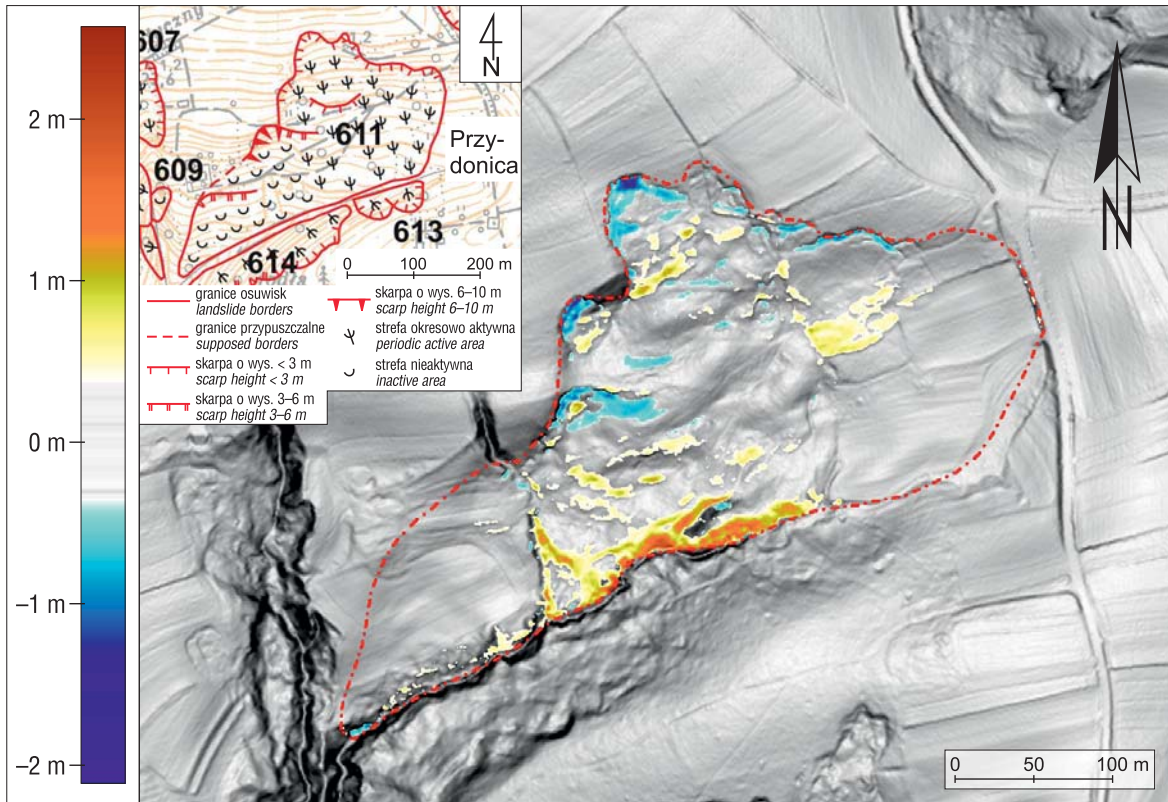 2 m
1 m
0 m
–1 m
–2 m
607
609
611
Przy-
donica
613
614
N
0 100 200 m
granice osuwisk
landslide borders
granice przypuszczalne
supposed borders
skarpa o wys. < 3 m
scarp height < 3 m
skarpa o wys. 3–6 m
scarp height 3–6 m
skarpa o wys. 6–10 m
scarp height 6–10 m
strefa okresowo aktywna
periodic active area
strefa nieaktywna
inactive area
N
0 50 100 m